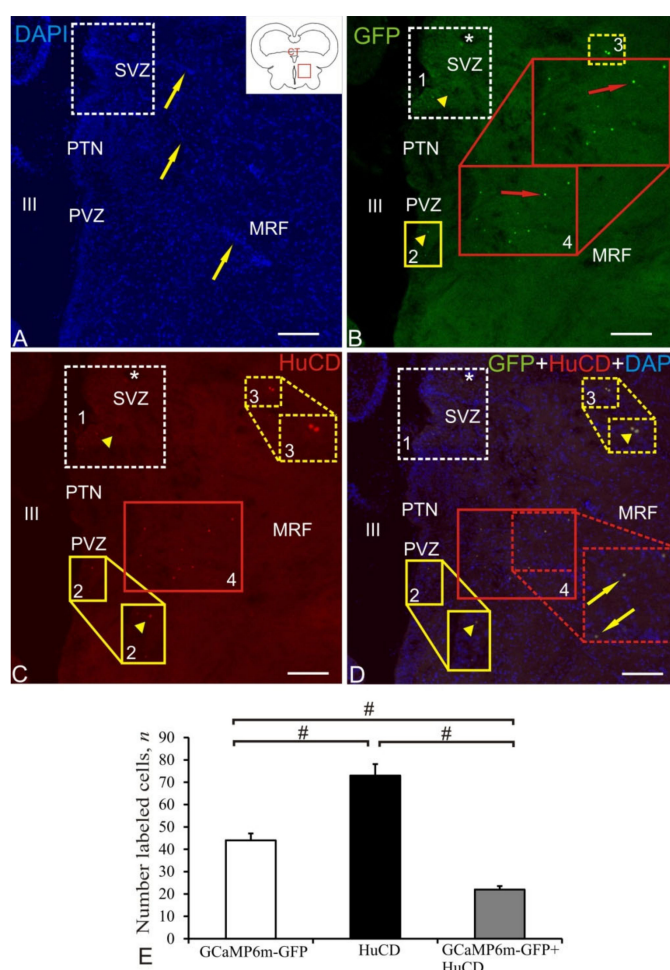 DAPI
SVZ
CT
PTN
III
PVZ
MRF
A
GFP
SVZ
3
1
PTN
III
PVZ
2
4
MRF
B
HuCD
SVZ
3
1
3
PTN
III
MRF
PVZ
4
2
2
C
GFP+HuCD+DAP
SVZ
3
1
PTN
III
MRF
PVZ
4
2
2
D
#
#
#
Number labeled cells, n
90
80
70
60
50
40
30
20
10
0
GCaMP6m-GFP
HuCD
GCaMP6m-GFP+
HuCD
E